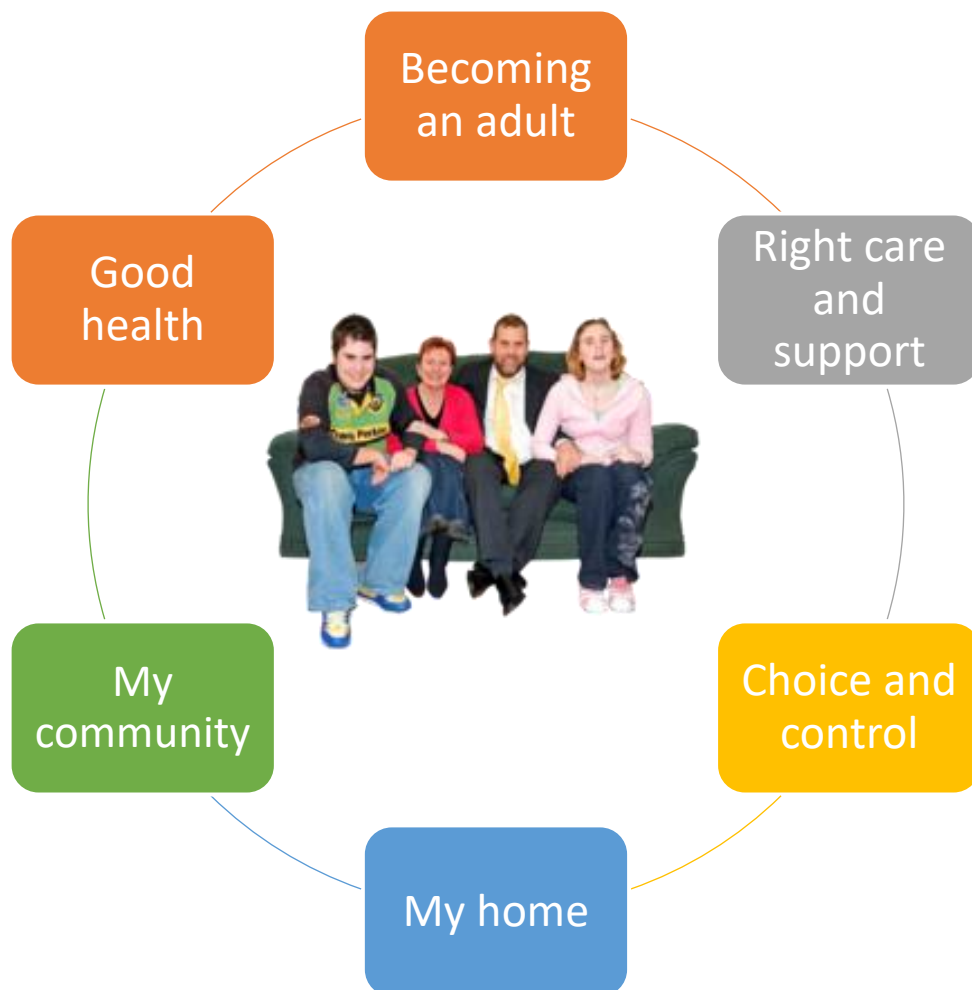 Becoming
an adult
Right care
and
support
Choice and
control
My home
My
community
Good
health